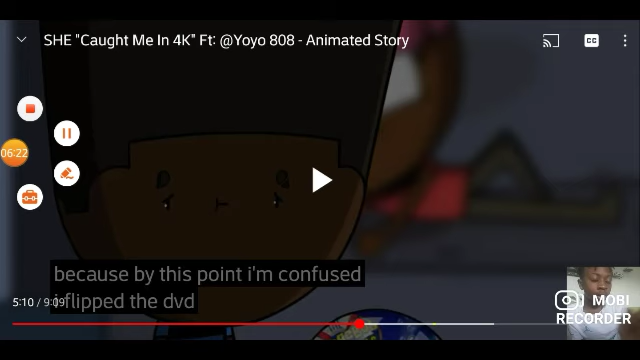 SHE "Caught Me In 4K" Ft: @Yoyo 808 - Animated Story
CC
06:22
because by this point i'm confused
i flipped the dvd
5:10 / 9:09
MOBI
RECORDER